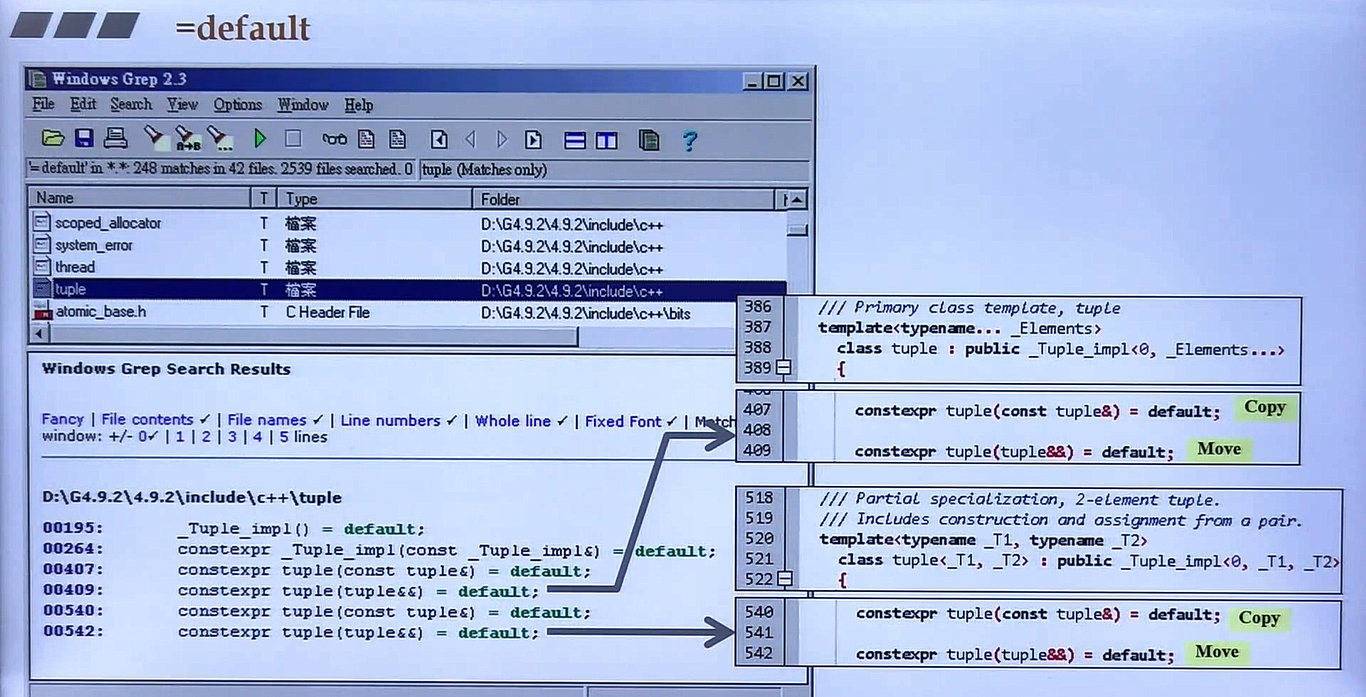 =default
Windows Grep 2.3
File Edit Search View Options Window Help
'= default' in *.*: 248 matches in 42 files. 2539 files searched. 0 tuple (Matches only)
Name T Type Folder
scoped_allocator T 檔案 D:\G4.9.2\4.9.2\include\c++
system_error T 檔案 D:\G4.9.2\4.9.2\include\c++
thread T 檔案 D:\G4.9.2\4.9.2\include\c++
tuple T 檔案 D:\G4.9.2\4.9.2\include\c++
atomic_base.h T C Header File D:\G4.9.2\4.9.2\include\c++\bits
Windows Grep Search Results
Fancy | File contents ✓ | File names ✓ | Line numbers ✓ | Whole line ✓ | Fixed Font ✓ | Match
window: +/- 0✓ | 1 | 2 | 3 | 4 | 5 lines
D:\G4.9.2\4.9.2\include\c++\tuple
00195: _Tuple_impl() = default;
00264: constexpr _Tuple_impl(const _Tuple_impl&) = default;
00407: constexpr tuple(const tuple&) = default;
00409: constexpr tuple(tuple&&) = default;
00540: constexpr tuple(const tuple&) = default;
00542: constexpr tuple(tuple&&) = default;
386 /// Primary class template, tuple
387 template<typename... _Elements>
388 class tuple : public _Tuple_impl<0, _Elements...>
389 {
407 constexpr tuple(const tuple&) = default; Copy
408
409 constexpr tuple(tuple&&) = default; Move
518 /// Partial specialization, 2-element tuple.
519 /// Includes construction and assignment from a pair.
520 template<typename _T1, typename _T2>
521 class tuple<_T1, _T2> : public _Tuple_impl<0, _T1, _T2>
522 {
540 constexpr tuple(const tuple&) = default; Copy
541
542 constexpr tuple(tuple&&) = default; Move